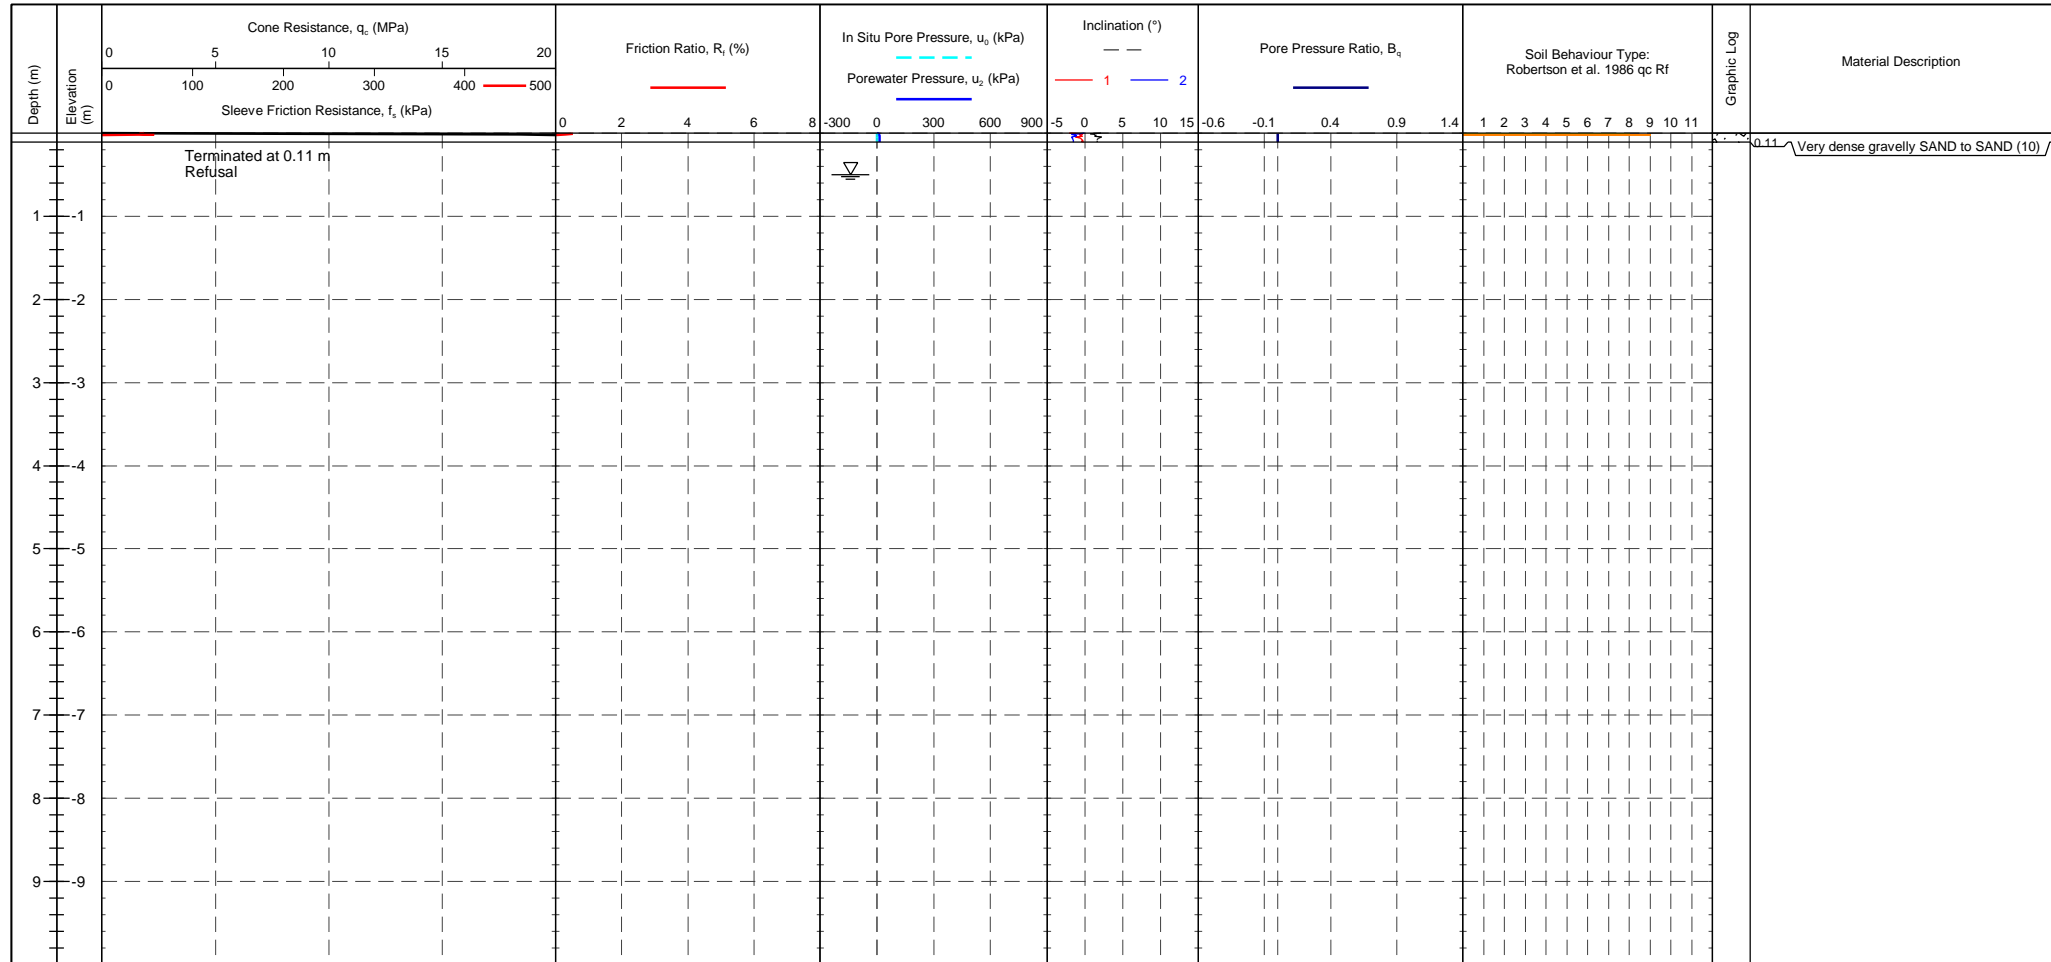 Depth (m)
Elevation
(m)
Cone Resistance, qc (MPa)
0 5 10 15 20
100 200 300 400 500
Sleeve Friction Resistance, fs (kPa)
Friction Ratio, Rf (%)
0 2 4 6 8
In Situ Pore Pressure, u0 (kPa)
Porewater Pressure, u2 (kPa)
-300 0 300 600 900
Inclination (°)
1 2
-5 0 5 10 15
Pore Pressure Ratio, Bq
-0.6 -0.1 0.4 0.9 1.4
Soil Behaviour Type:
Robertson et al. 1986 qc Rf
1 2 3 4 5 6 7 8 9 10 11
Graphic Log
Material Description
Terminated at 0.11 m
Refusal
0.11
Very dense gravelly SAND to SAND (10)
1 -1
2 -2
3 -3
4 -4
5 -5
6 -6
7 -7
8 -8
9 -9